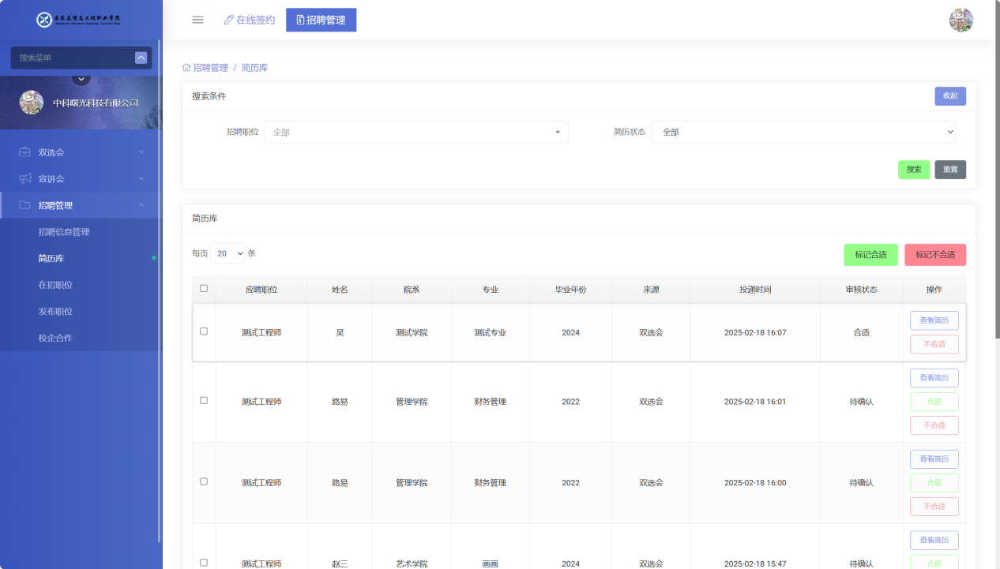 石家庄信息工程职业学院
在线签约
招聘管理
搜索菜单
中科曙光科技有限公司
双选会
宣讲会
招聘管理
招聘信息管理
简历库
在招职位
发布职位
校企合作
招聘管理 / 简历库
搜索条件
收起
招聘职位 全部
简历状态 全部
搜索
重置
简历库
每页 20 条
标记合适
标记不合适
应聘职位 姓名 院系 专业 毕业年份 来源 投递时间 审核状态 操作
测试工程师 吴 测试学院 测试专业 2024 双选会 2025-02-18 16:07 合适
查看简历
不合适
测试工程师 路易 管理学院 财务管理 2022 双选会 2025-02-18 16:01 待确认
查看简历
合适
不合适
测试工程师 路易 管理学院 财务管理 2022 双选会 2025-02-18 16:00 待确认
查看简历
合适
不合适
测试工程师 赵三 艺术学院 画画 2024 双选会 2025-02-18 15:47 待确认
查看简历
合适